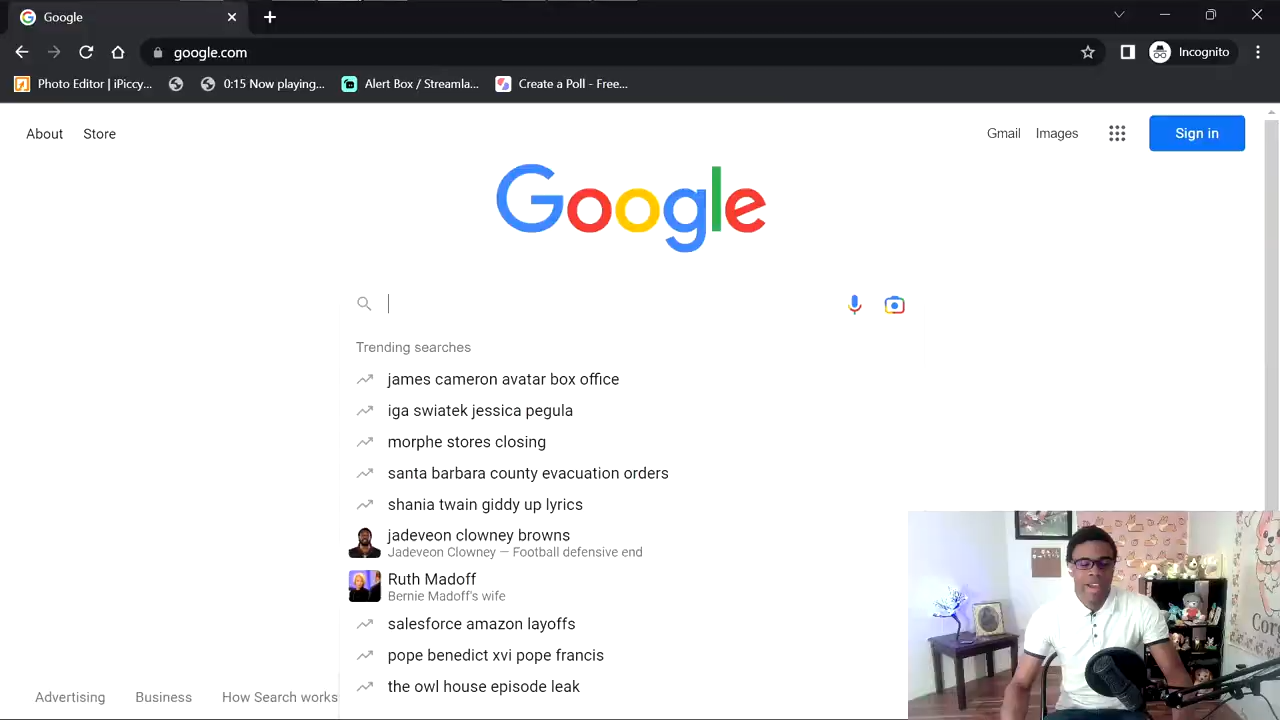 Google
google.com
Incognito
Photo Editor | iPiccy...
0:15 Now playing...
Alert Box / Streamla...
Create a Poll - Free...
About
Store
Gmail
Images
Sign in
Google
Trending searches
james cameron avatar box office
iga swiatek jessica pegula
morphe stores closing
santa barbara county evacuation orders
shania twain giddy up lyrics
jadeveon clowney browns
Jadeveon Clowney — Football defensive end
Ruth Madoff
Bernie Madoff's wife
salesforce amazon layoffs
pope benedict xvi pope francis
the owl house episode leak
Advertising
Business
How Search works
Cor